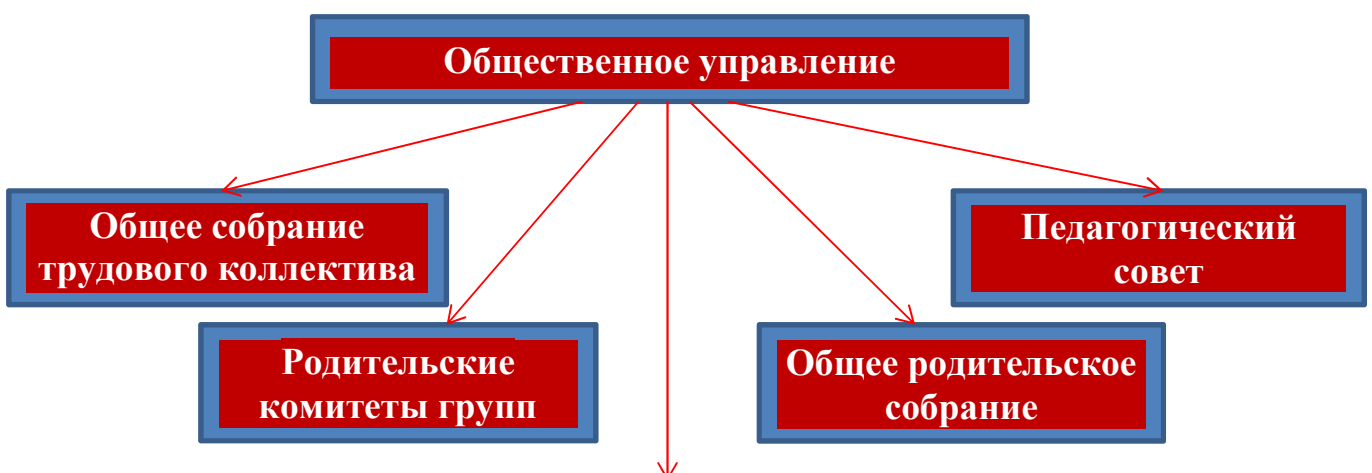 Общественное управление
Общее собрание
трудового коллектива
Педагогический
совет
Родительские
комитеты групп
Общее родительское
собрание